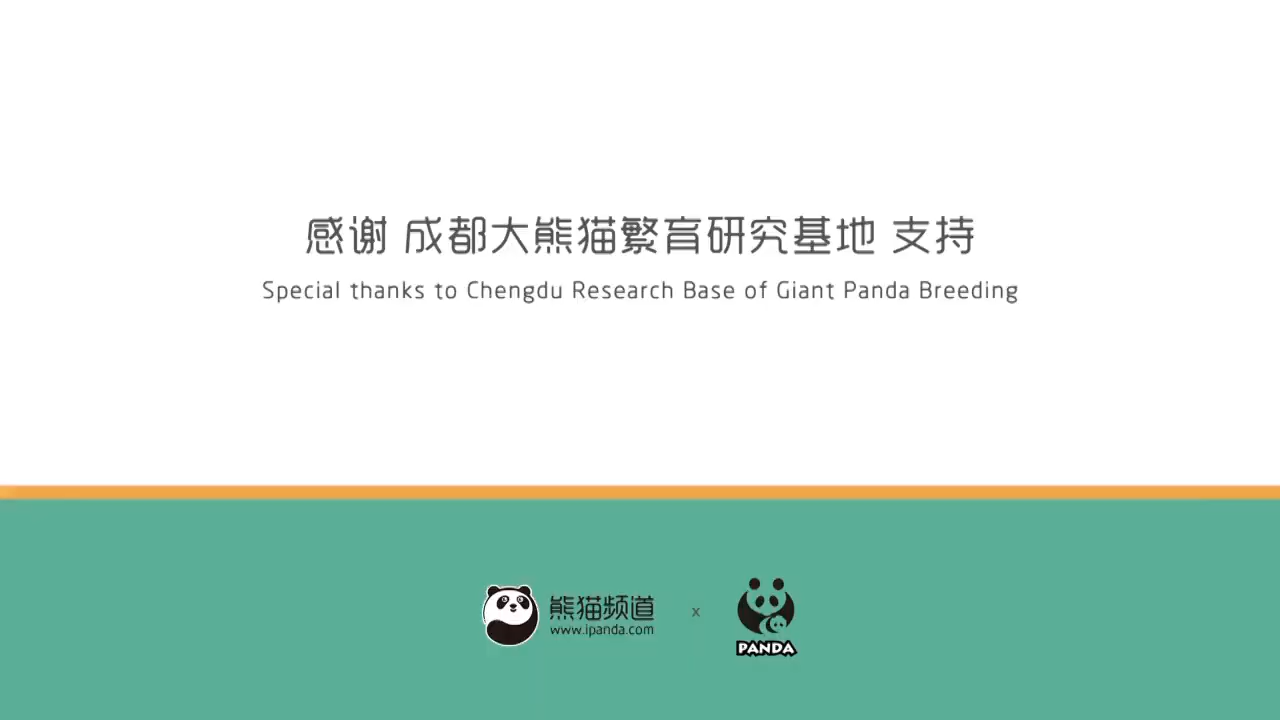 感谢 成都大熊猫繁育研究基地 支持
Special thanks to Chengdu Research Base of Giant Panda Breeding
熊猫频道
www.ipanda.com
x
PANDA